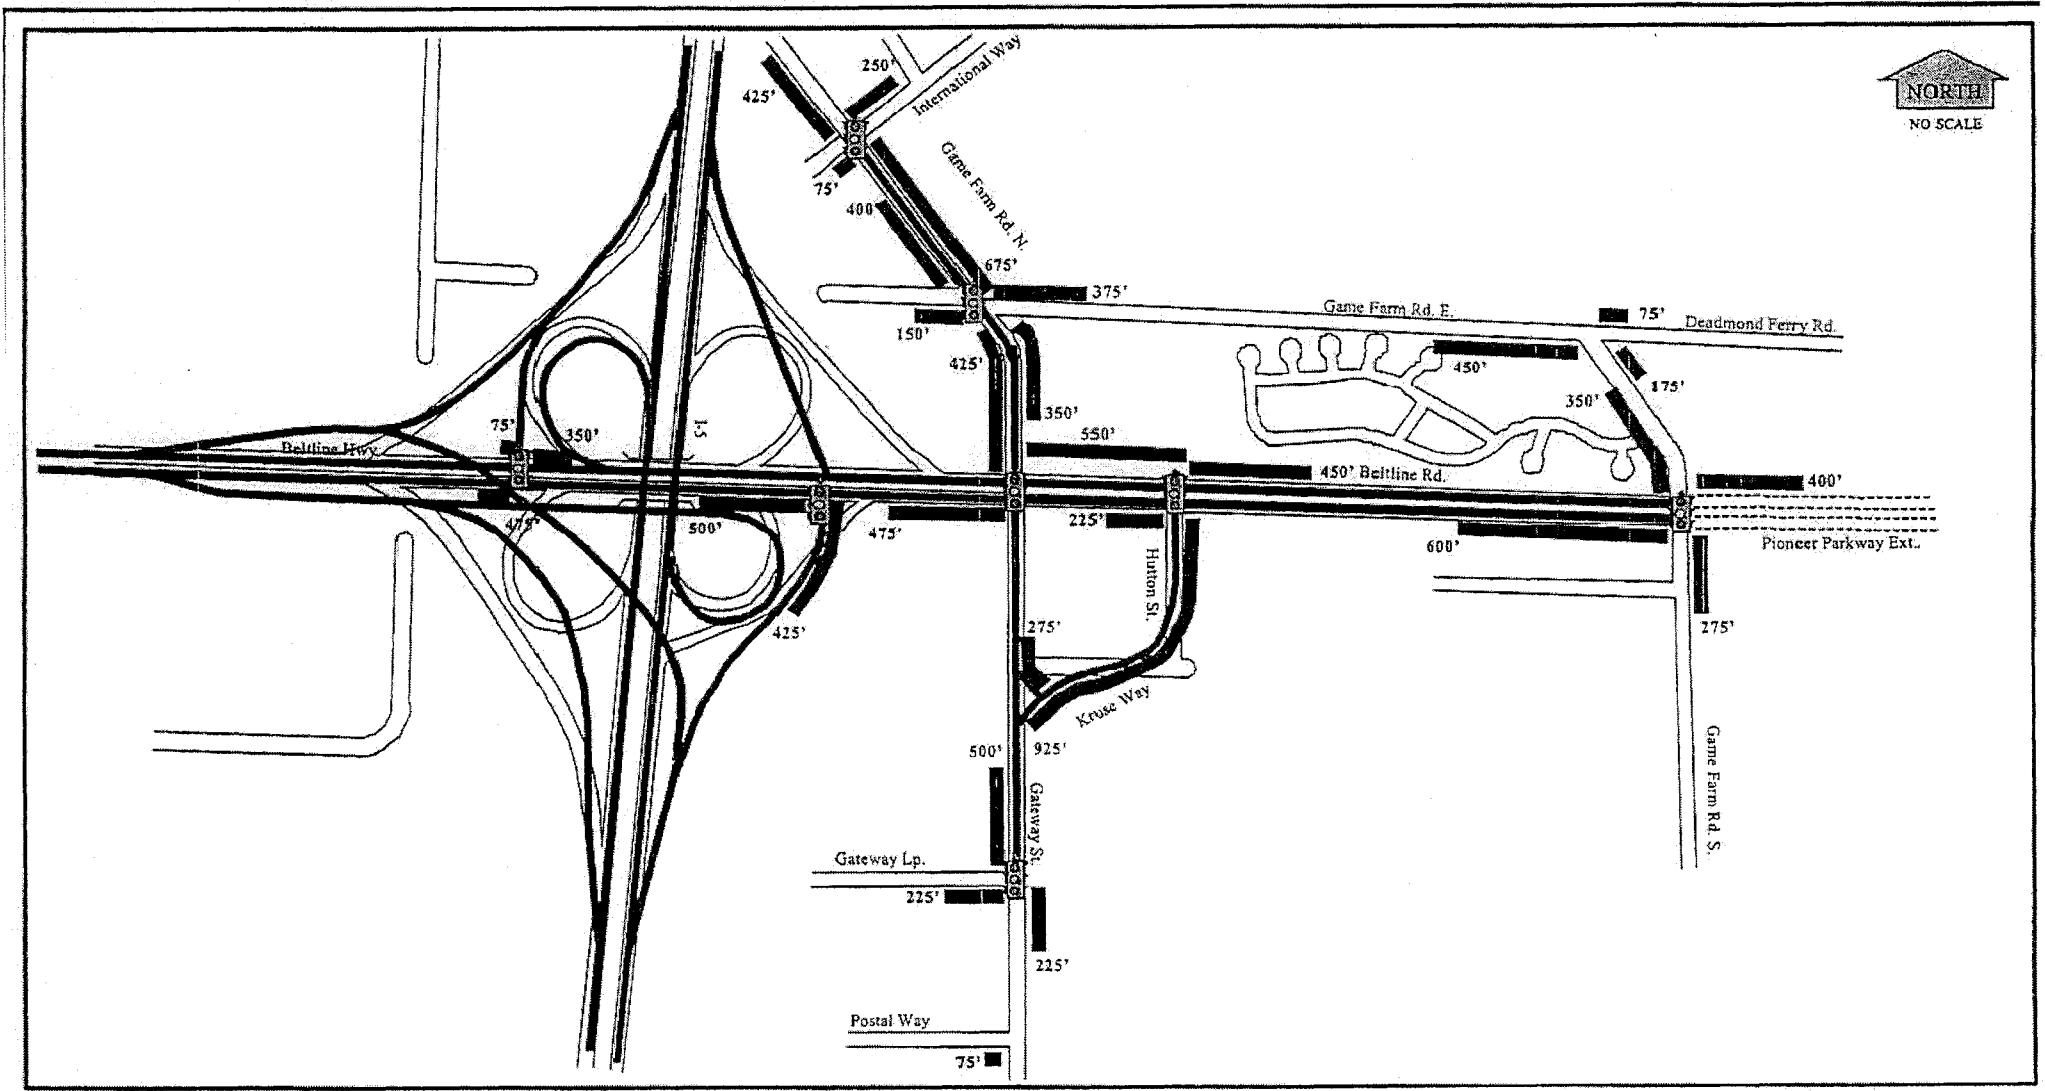 NORTH
NO SCALE
250'
425'
International Way
75'
Game Farm Rd. N.
400'
675'
375'
150'
Game Farm Rd. E.
75'
Deadmond Ferry Rd.
425'
450'
175'
350'
350'
I-5
75'
350'
Beltline Hwy.
550'
450' Beltline Rd.
400'
475'
500'
475'
225'
600'
Pioneer Parkway Ext.
Hutton St.
425'
275'
275'
Kruse Way
500'
925'
Gateway St.
Game Farm Rd. S.
Gateway Lp.
225'
225'
Postal Way
75'